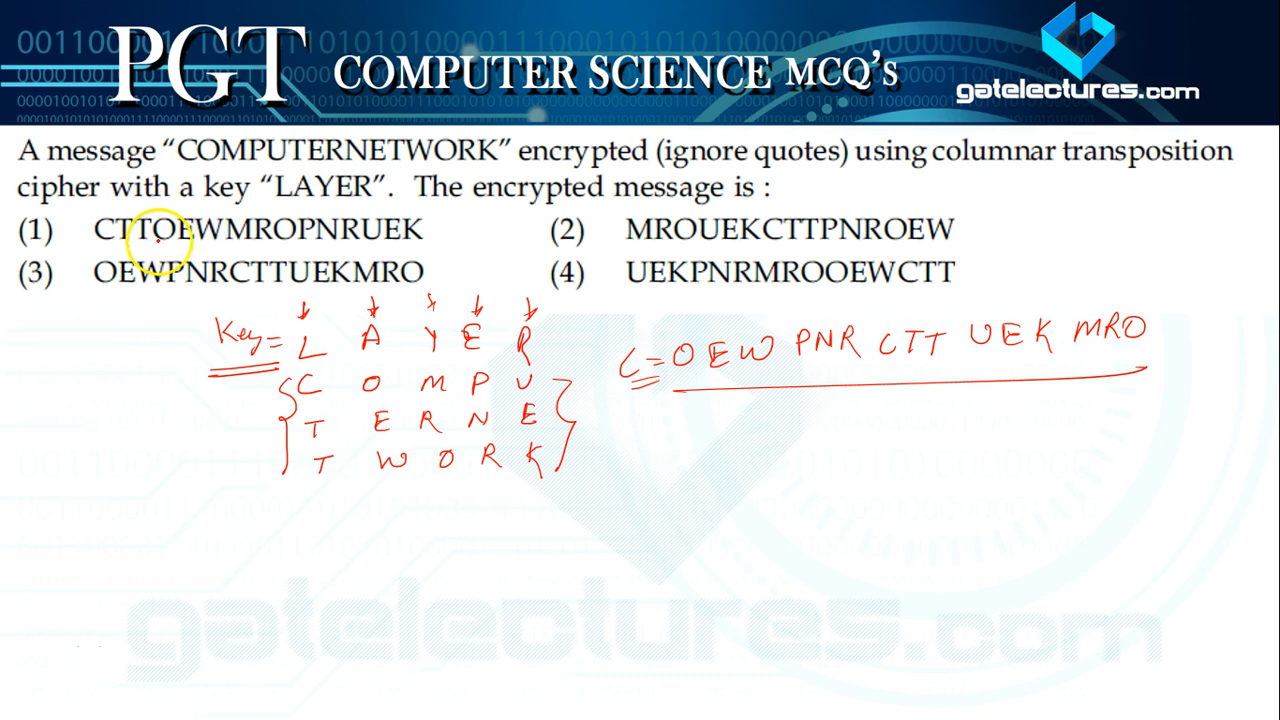 PGT COMPUTER SCIENCE MCQ's
gatelectures.com
A message “COMPUTERNETWORK” encrypted (ignore quotes) using columnar transposition
cipher with a key “LAYER”. The encrypted message is :
(1) CTTOEWMROPNRUEK (2) MROUEKCTTPNROEW
(3) OEWPNRCTTUEKMRO (4) UEKPNRMROOEWCTT
Key = L A Y E R
C O M P U
T E R N E
T W O R K
C = OEW PNR CTT UEK MRO
gatelectures.com